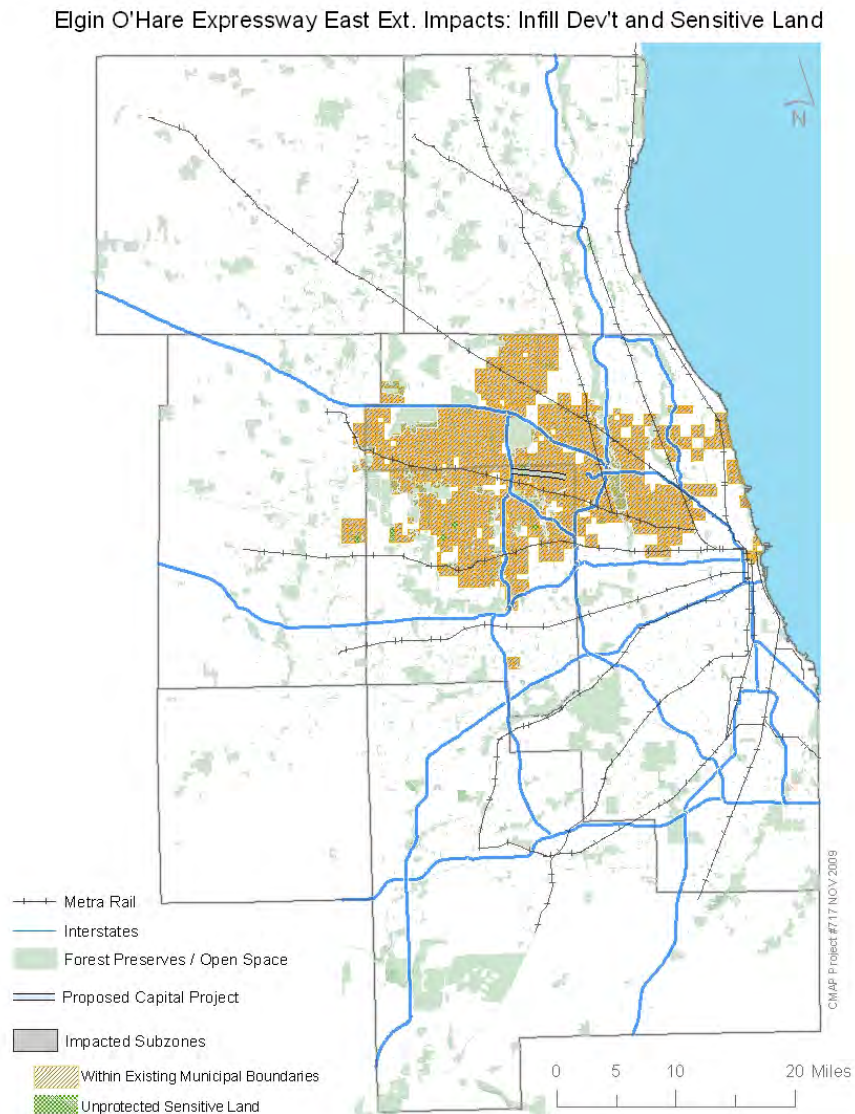 Elgin O'Hare Expressway East Ext. Impacts: Infill Dev't and Sensitive Land
N
Metra Rail
Interstates
Forest Preserves / Open Space
Proposed Capital Project
Impacted Subzones
Within Existing Municipal Boundaries
Unprotected Sensitive Land
0 5 10 20 Miles
CMAP Project #717 NOV 2009